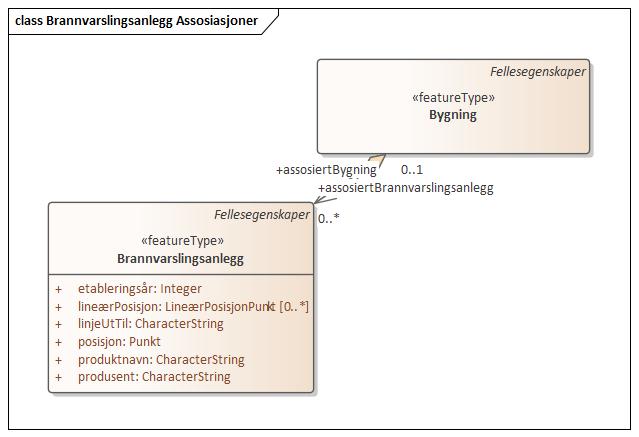 class Brannvarslingsanlegg Assosiasjoner
Fellesegenskaper
«featureType»
Bygning
+assosiertBygning 0..1
+assosiertBrannvarslingsanlegg
0..*
Fellesegenskaper
«featureType»
Brannvarslingsanlegg
+ etableringsår: Integer
+ lineærPosisjon: LineærPosisjonPunkt [0..*]
+ linjeUtTil: CharacterString
+ posisjon: Punkt
+ produktnavn: CharacterString
+ produsent: CharacterString